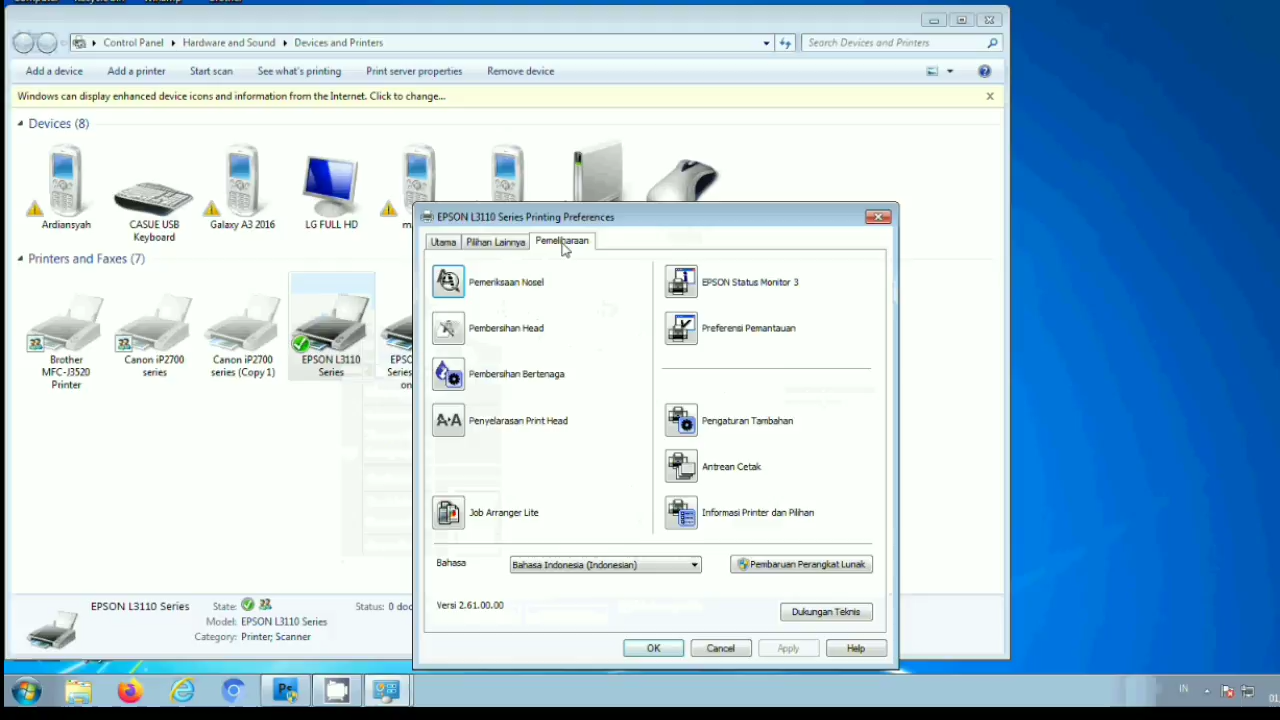 Control Panel
Hardware and Sound
Devices and Printers
Search Devices and Printers
Add a device
Add a printer
Start scan
See what's printing
Print server properties
Remove device
Windows can display enhanced device icons and information from the Internet. Click to change...
Devices (8)
Ardiansyah
CASUE USB
Keyboard
Galaxy A3 2016
LG FULL HD
EPSON L3110 Series Printing Preferences
Utama
Pilihan Lainnya
Pemeliharaan
Printers and Faxes (7)
Brother
MFC-J3520
Printer
Canon iP2700
series
Canon iP2700
series (Copy 1)
EPSON L3110
Series
Pemeriksaan Nosel
Pembersihan Head
Pembersihan Bertenaga
A·A
Penyelarasan Print Head
Job Arranger Lite
EPSON Status Monitor 3
Preferensi Pemantauan
Pengaturan Tambahan
Antrean Cetak
Informasi Printer dan Pilihan
Bahasa
Bahasa Indonesia (Indonesian)
Pembaruan Perangkat Lunak
Versi 2.61.00.00
Dukungan Teknis
OK
Cancel
Apply
Help
EPSON L3110 Series
State:
Status: 0 doc
Model: EPSON L3110 Series
Category: Printer; Scanner
Ps
IN
01